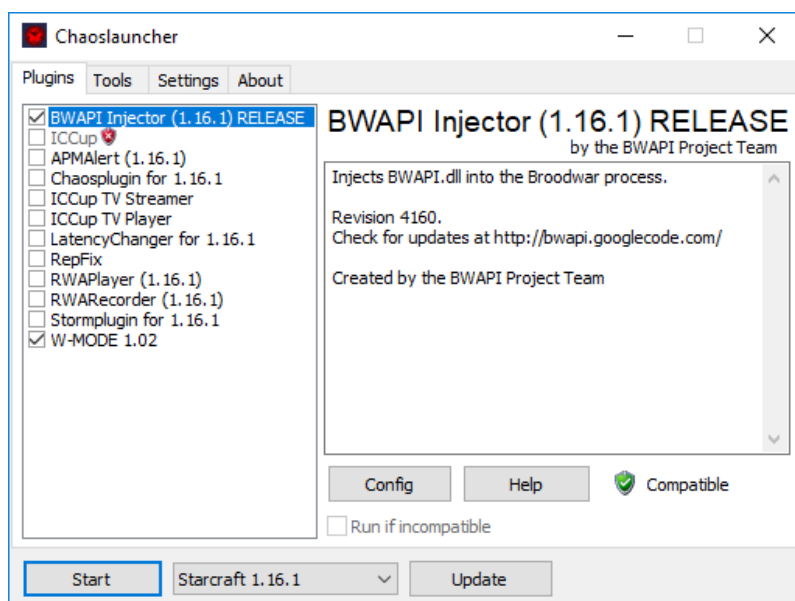 Chaoslauncher
Plugins Tools Settings About
BWAPI Injector (1.16.1) RELEASE
ICCup
APMAlert (1.16.1)
Chaosplugin for 1.16.1
ICCup TV Streamer
ICCup TV Player
LatencyChanger for 1.16.1
RepFix
RWAPlayer (1.16.1)
RWARecorder (1.16.1)
Stormplugin for 1.16.1
W-MODE 1.02
BWAPI Injector (1.16.1) RELEASE
by the BWAPI Project Team
Injects BWAPI.dll into the Broodwar process.
Revision 4160.
Check for updates at http://bwapi.googlecode.com/
Created by the BWAPI Project Team
Config Help Compatible
Run if incompatible
Start Starcraft 1.16.1 Update